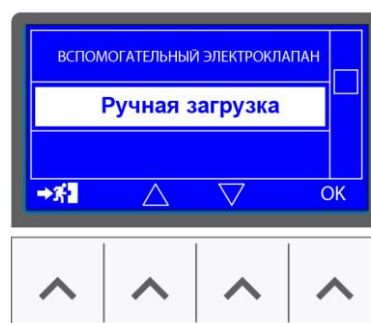 ВСПОМОГАТЕЛЬНЫЙ ЭЛЕКТРОКЛАПАН
Ручная загрузка
OK